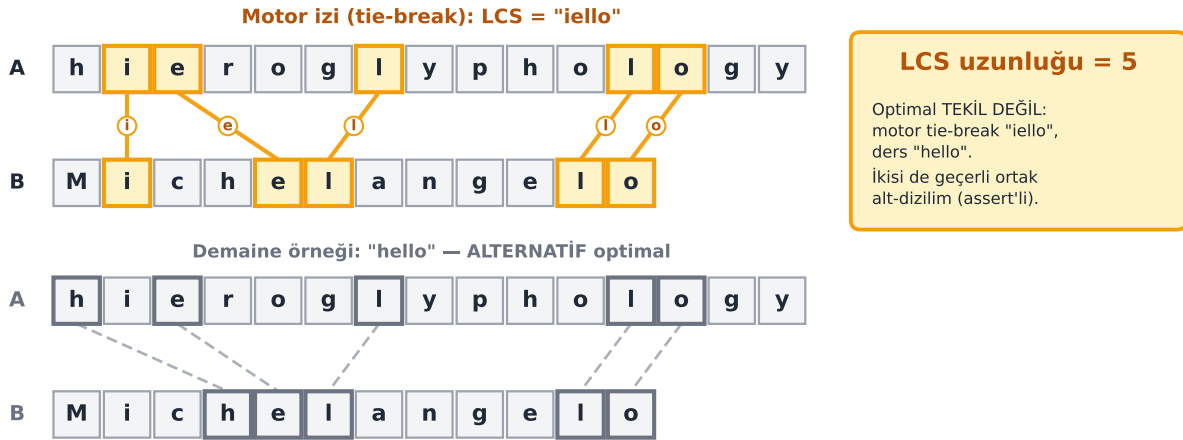 Motor izi (tie-break): LCS = "iello"
A h i e r o g l y p h o l o g y
i e l l o
B M i c h e l a n g e l o
LCS uzunluğu = 5
Optimal TEKİL DEĞİL:
motor tie-break "iello",
ders "hello".
İkisi de geçerli ortak
alt-dizilim (assert'li).
Demaine örneği: "hello" — ALTERNATİF optimal
A h i e r o g l y p h o l o g y
B M i c h e l a n g e l o